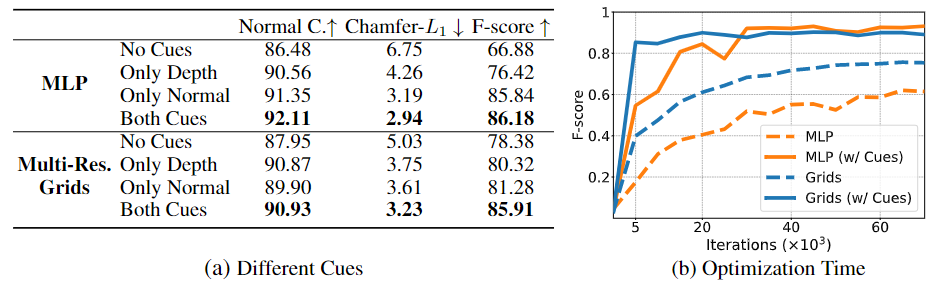 Normal C.↑ Chamfer-L₁ ↓ F-score ↑
MLP
No Cues 86.48 6.75 66.88
Only Depth 90.56 4.26 76.42
Only Normal 91.35 3.19 85.84
Both Cues 92.11 2.94 86.18
Multi-Res. Grids
No Cues 87.95 5.03 78.38
Only Depth 90.87 3.75 80.32
Only Normal 89.90 3.61 81.28
Both Cues 90.93 3.23 85.91
(a) Different Cues
F-score
1
0.8
0.6
0.4
0.2
5 20 40 60
Iterations (×10³)
MLP
MLP (w/ Cues)
Grids
Grids (w/ Cues)
(b) Optimization Time